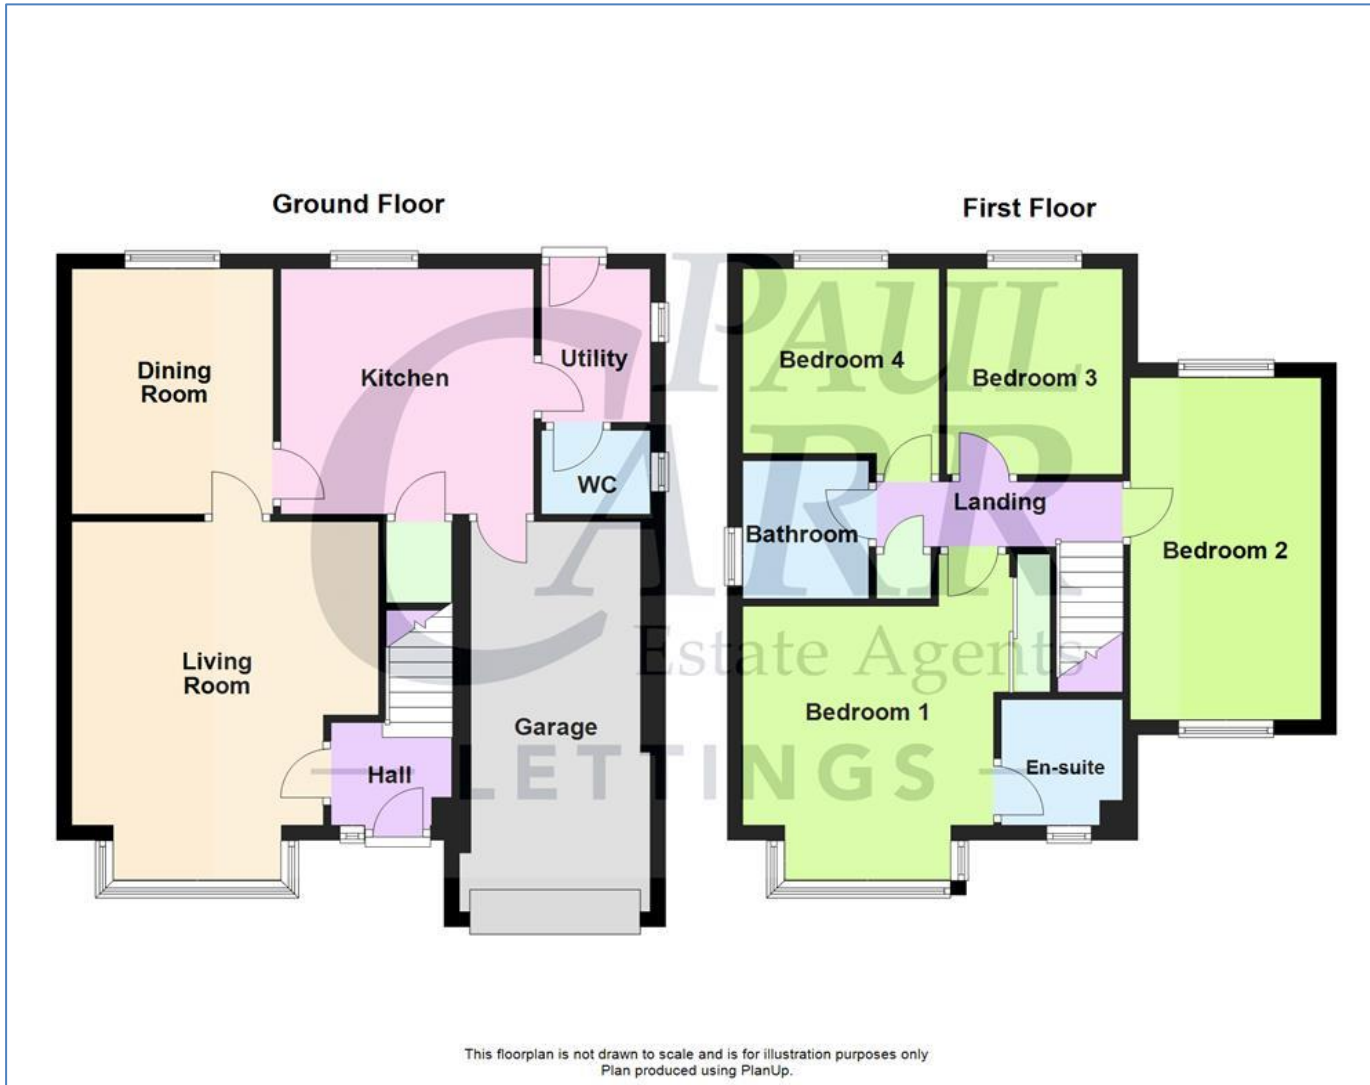 Ground Floor
Dining
Room
Kitchen
Utility
WC
Living
Room
Hall
Garage
First Floor
Bedroom 4
Bedroom 3
Landing
Bathroom
Bedroom 2
Bedroom 1
En-suite
PAUL
CARR
Estate Agents
LETTINGS
This floorplan is not drawn to scale and is for illustration purposes only
Plan produced using PlanUp.